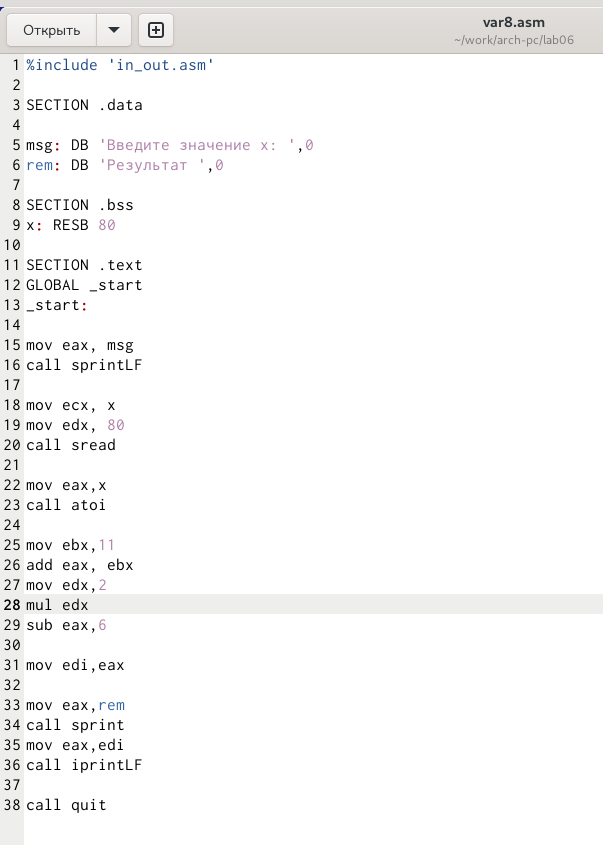 Открыть
var8.asm
~/work/arch-pc/lab06
1 %include 'in_out.asm'
2
3 SECTION .data
4
5 msg: DB 'Введите значение x: ',0
6 rem: DB 'Результат ',0
7
8 SECTION .bss
9 x: RESB 80
10
11 SECTION .text
12 GLOBAL _start
13 _start:
14
15 mov eax, msg
16 call sprintLF
17
18 mov ecx, x
19 mov edx, 80
20 call sread
21
22 mov eax,x
23 call atoi
24
25 mov ebx,11
26 add eax, ebx
27 mov edx,2
28 mul edx
29 sub eax,6
30
31 mov edi,eax
32
33 mov eax,rem
34 call sprint
35 mov eax,edi
36 call iprintLF
37
38 call quit